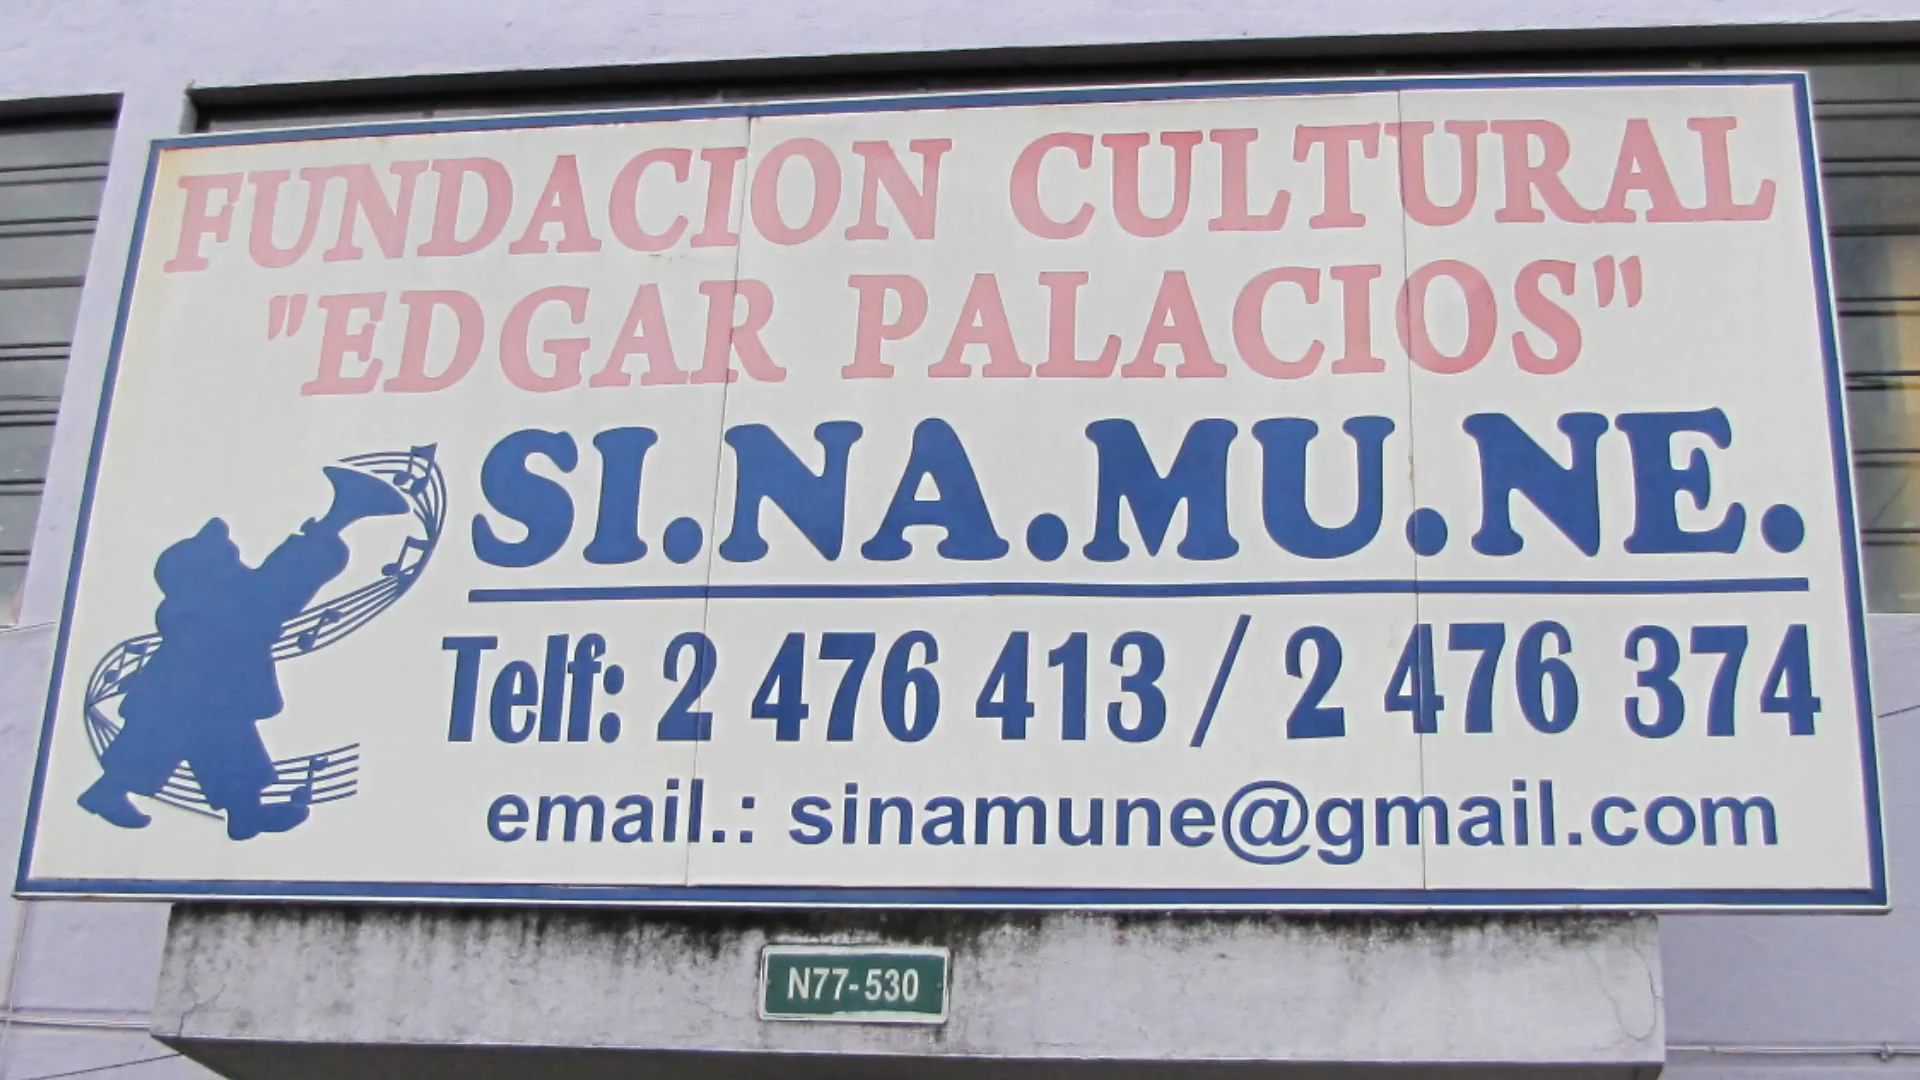 FUNDACION CULTURAL
"EDGAR PALACIOS"
SI.NA.MU.NE.
Telf: 2 476 413 / 2 476 374
email.: sinamune@gmail.com
N77-530